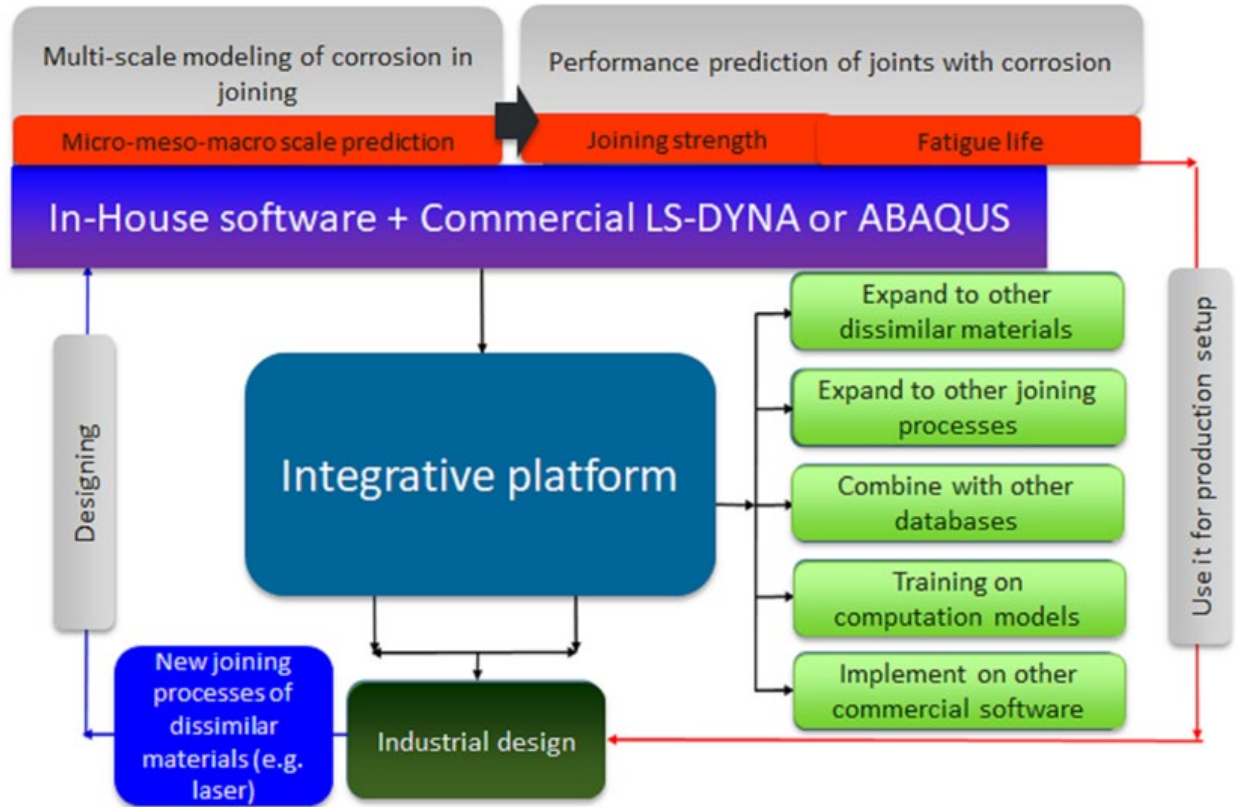 Multi-scale modeling of corrosion in
joining
Performance prediction of joints with corrosion
Micro-meso-macro scale prediction
Joining strength
Fatigue life
In-House software + Commercial LS-DYNA or ABAQUS
Designing
Integrative platform
Expand to other
dissimilar materials
Expand to other joining
processes
Combine with other
databases
Training on
computation models
Implement on other
commercial software
Use it for production setup
New joining
processes of
dissimilar
materials (e.g.
laser)
Industrial design